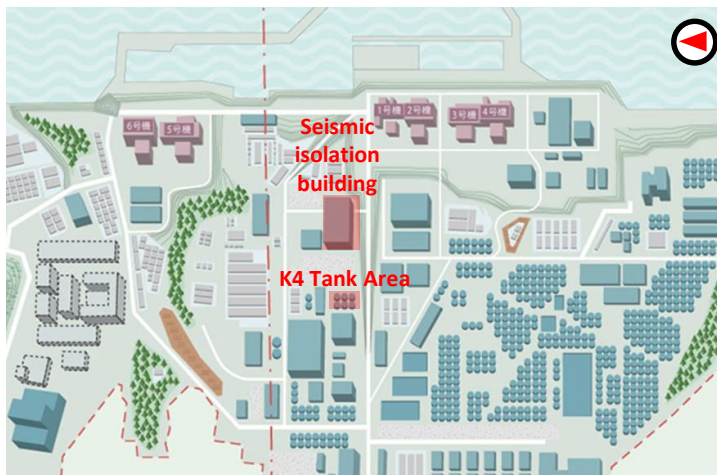 1号機 2号機 3号機 4号機
6号機 5号機
Seismic
isolation
building
K4 Tank Area